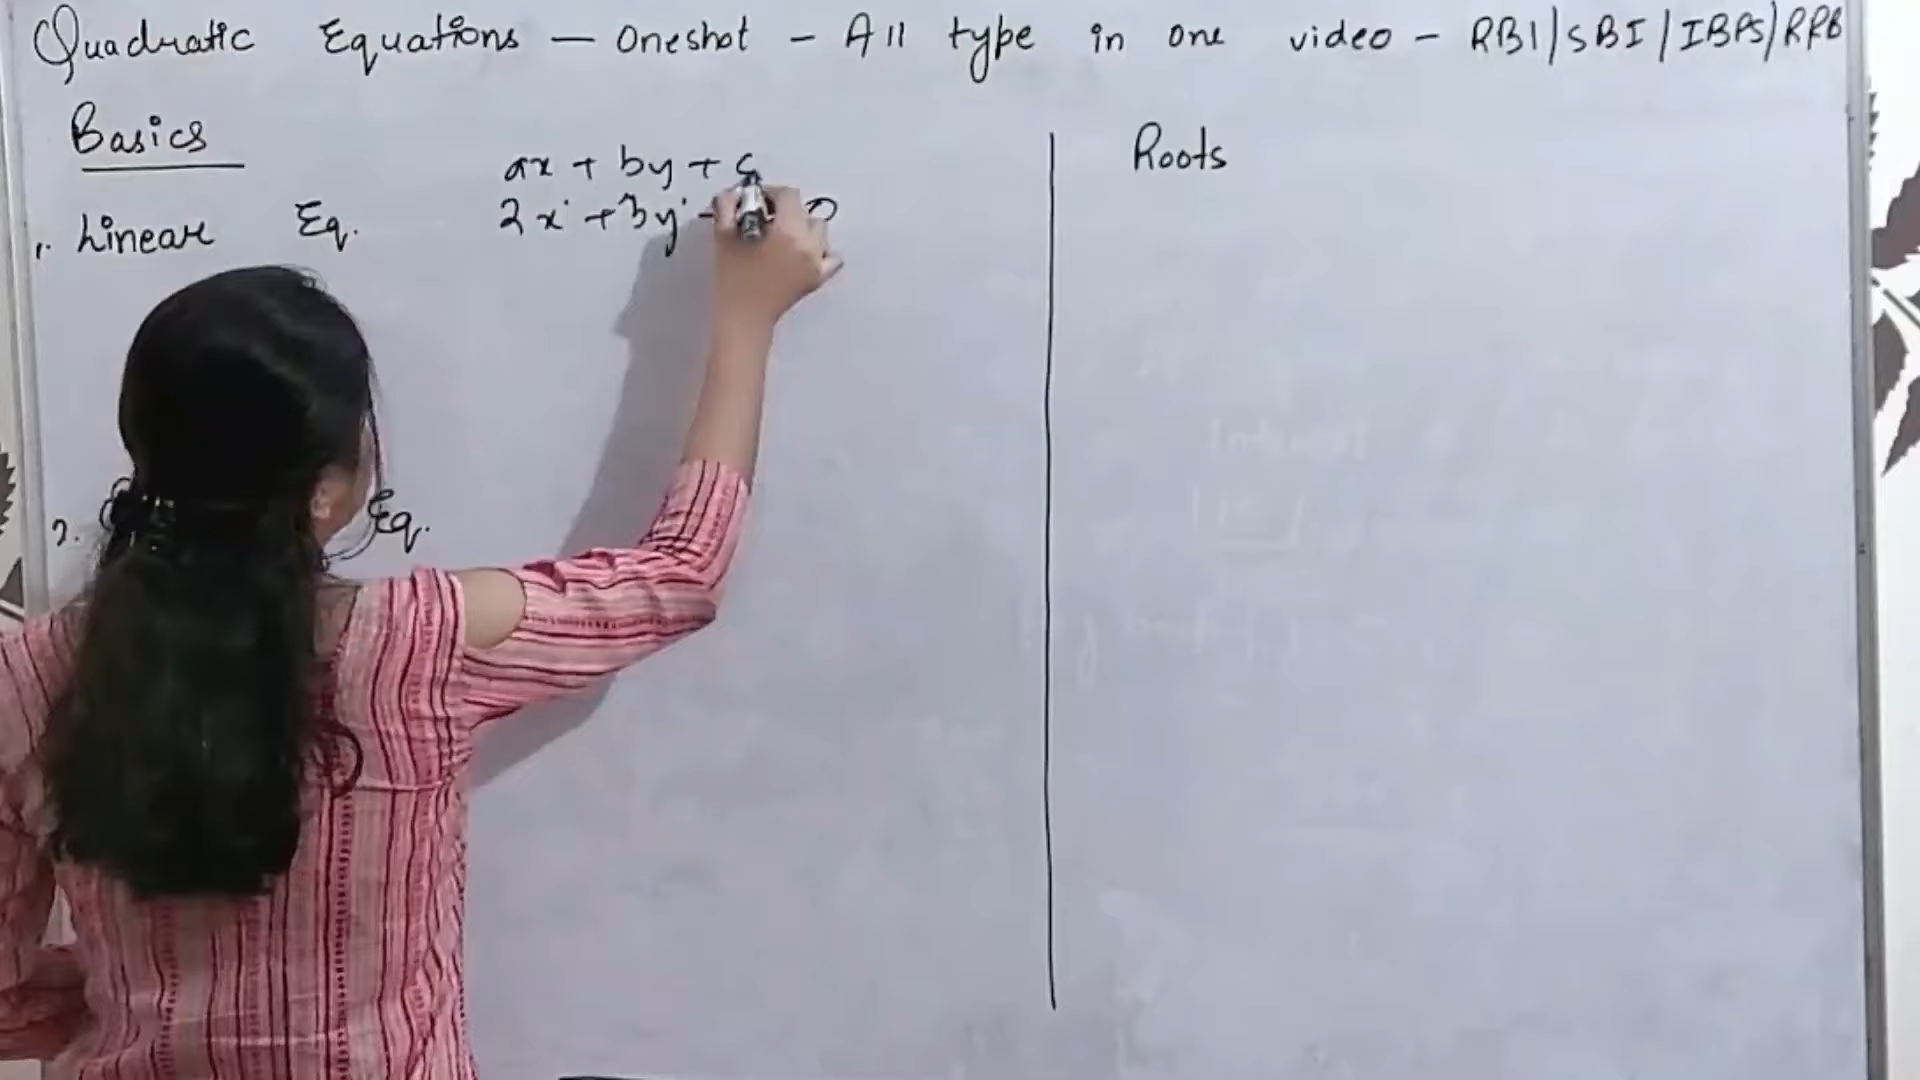 Quadratic Equations — Oneshot - All type in one video - RBI/SBI/IBPS/RRB
Basics
ax + by + c
1. Linear Eq. 2x + 3y
2. Eq.
Roots